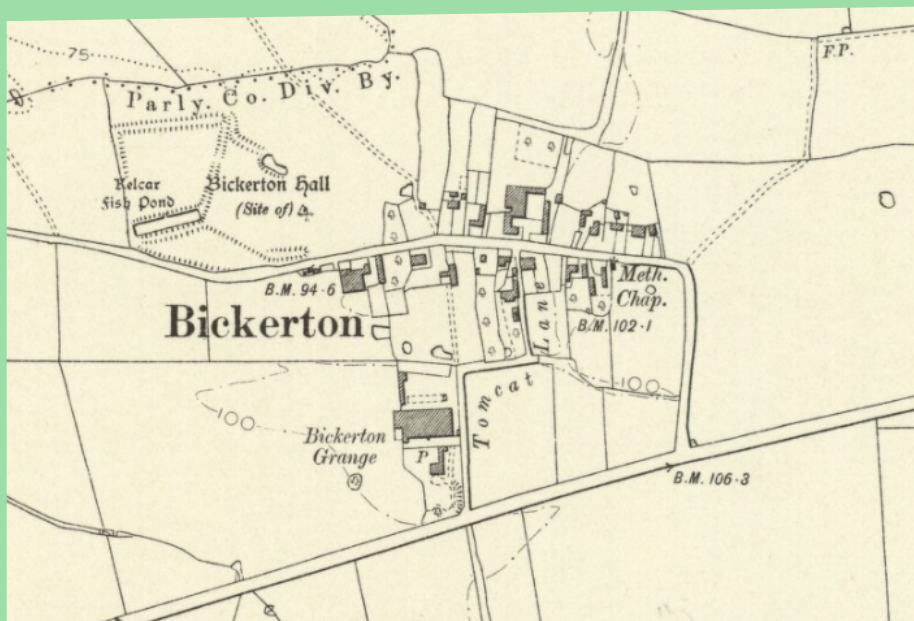 75
F.P.
Parly. Co. Div. By.
Kelcar
Fish Pond
Bickerton Hall
(Site of)
B.M. 94·6
Meth.
Chap.
Bickerton
B.M. 102·1
Tomcat Lane
100
100
Bickerton
Grange
P
B.M. 106·3